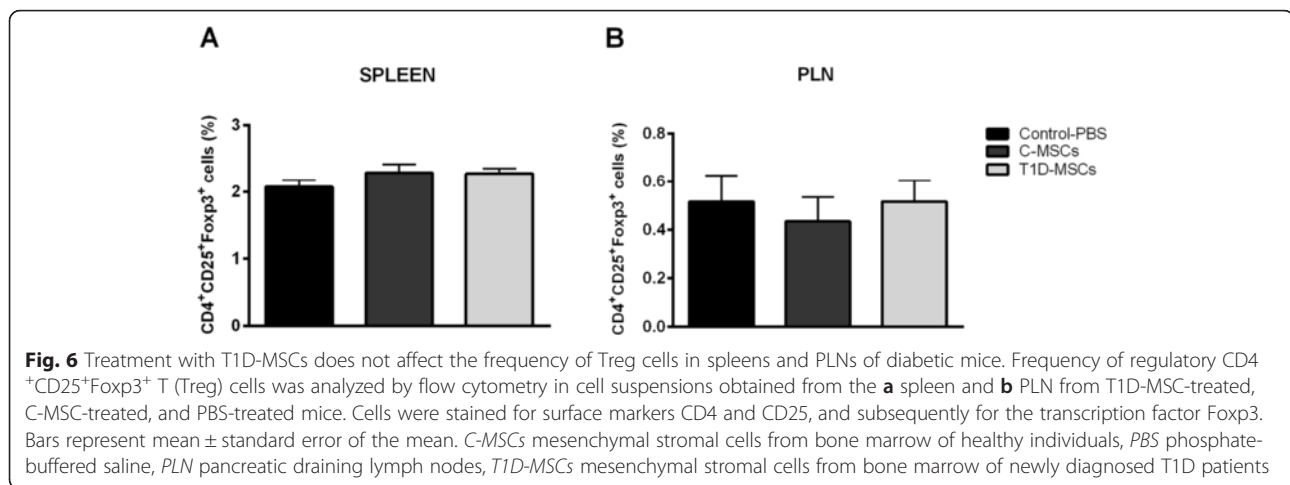 A
B
SPLEEN
PLN
CD4⁺CD25⁺Foxp3⁺ cells (%)
3
2
1
0
CD4⁺CD25⁺Foxp3⁺ cells (%)
0.8
0.6
0.4
0.2
0.0
Control-PBS
C-MSCs
T1D-MSCs
Fig. 6 Treatment with T1D-MSCs does not affect the frequency of Treg cells in spleens and PLNs of diabetic mice. Frequency of regulatory CD4
⁺CD25⁺Foxp3⁺ T (Treg) cells was analyzed by flow cytometry in cell suspensions obtained from the a spleen and b PLN from T1D-MSC-treated,
C-MSC-treated, and PBS-treated mice. Cells were stained for surface markers CD4 and CD25, and subsequently for the transcription factor Foxp3.
Bars represent mean ± standard error of the mean. C-MSCs mesenchymal stromal cells from bone marrow of healthy individuals, PBS phosphate-
buffered saline, PLN pancreatic draining lymph nodes, T1D-MSCs mesenchymal stromal cells from bone marrow of newly diagnosed T1D patients